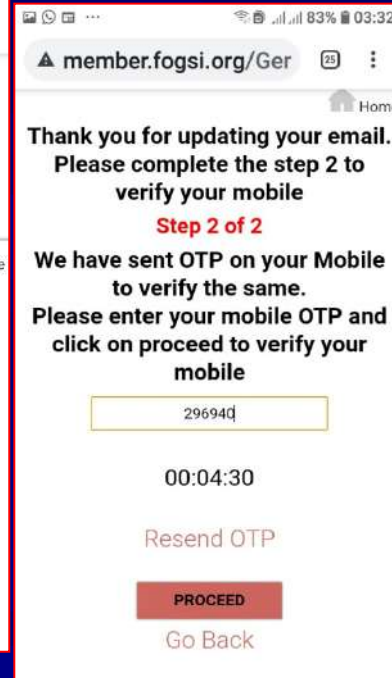 83% 03:32
member.fogsi.org/Ger 25
Home
Thank you for updating your email.
Please complete the step 2 to
verify your mobile
Step 2 of 2
We have sent OTP on your Mobile
to verify the same.
Please enter your mobile OTP and
click on proceed to verify your
mobile
296940
00:04:30
Resend OTP
PROCEED
Go Back